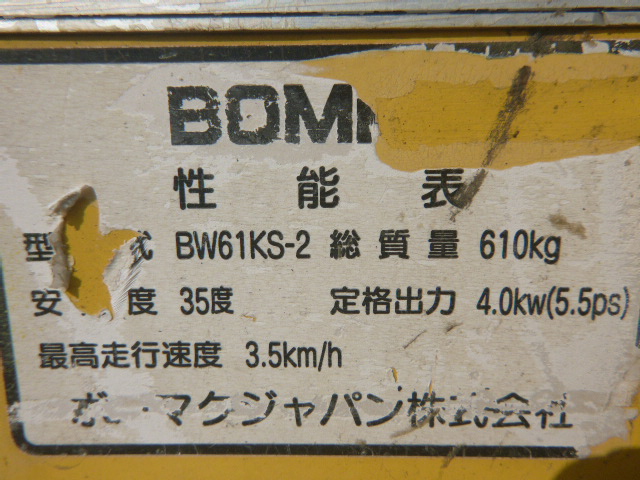 BOM
性能表
型 式 BW61KS-2 総質量 610kg
安 度 35度 定格出力 4.0kw(5.5ps)
最高走行速度 3.5km/h
ボーマクジャパン株式会社